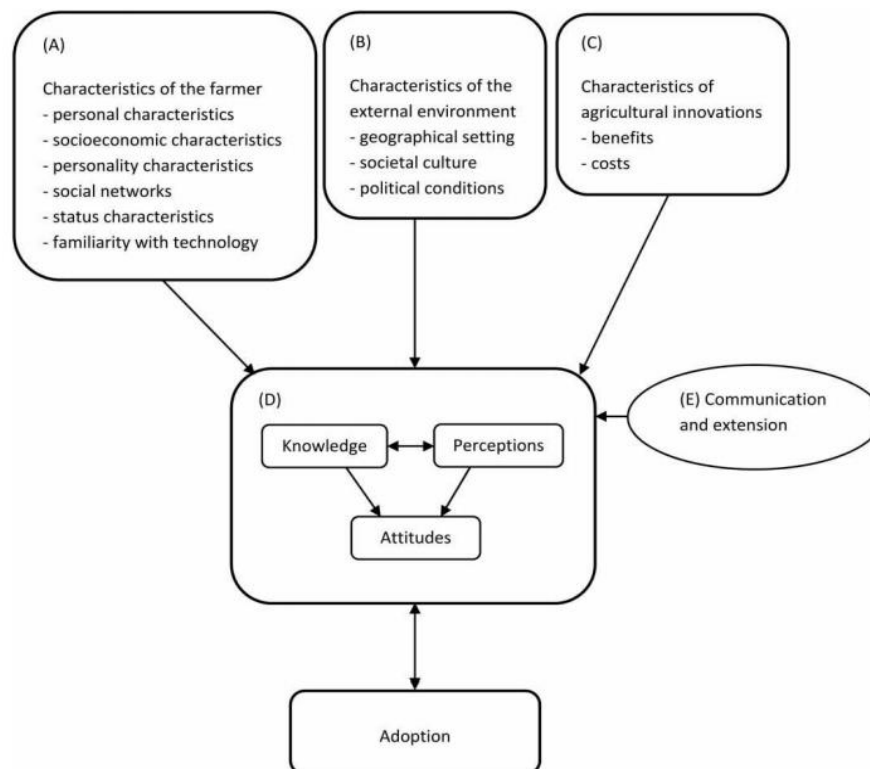 (A)
Characteristics of the farmer
- personal characteristics
- socioeconomic characteristics
- personality characteristics
- social networks
- status characteristics
- familiarity with technology
(B)
Characteristics of the
external environment
- geographical setting
- societal culture
- political conditions
(C)
Characteristics of
agricultural innovations
- benefits
- costs
(D)
Knowledge
Perceptions
Attitudes
(E) Communication
and extension
Adoption